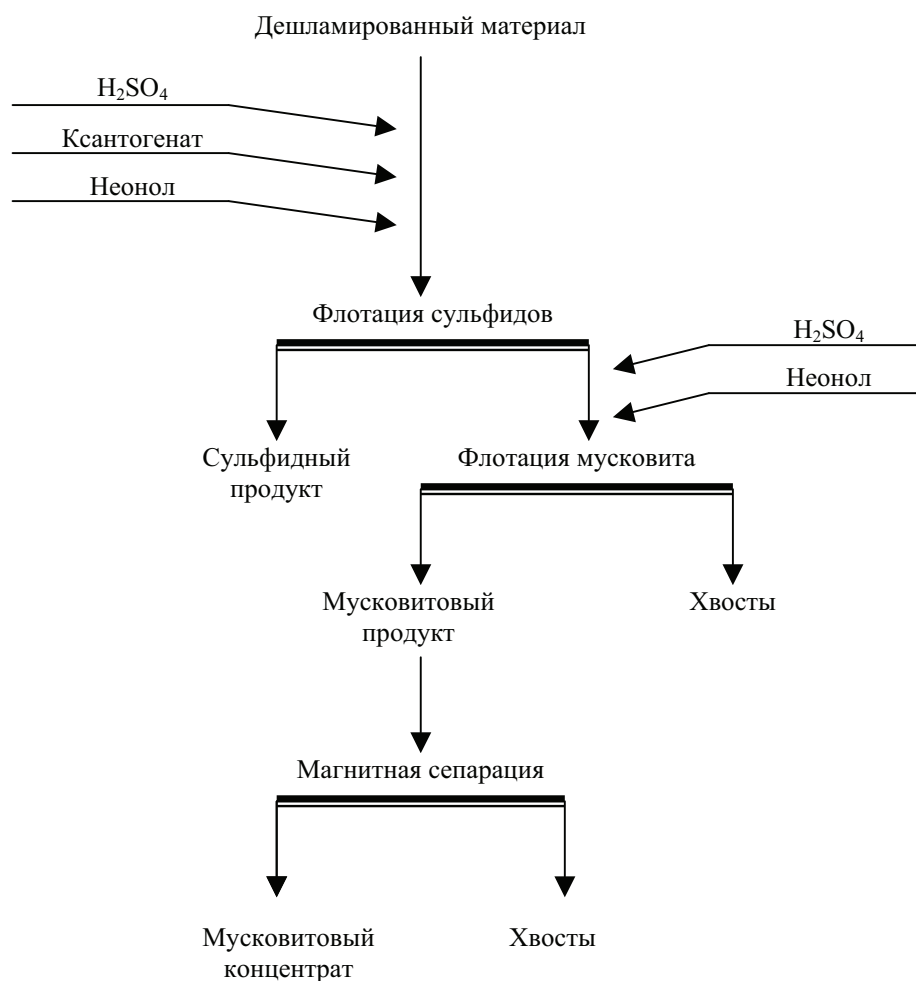 Дешламированный материал
H₂SO₄
Ксантогенат
Неонол
Флотация сульфидов
H₂SO₄
Неонол
Сульфидный
продукт
Флотация мусковита
Мусковитовый
продукт
Хвосты
Магнитная сепарация
Мусковитовый
концентрат
Хвосты